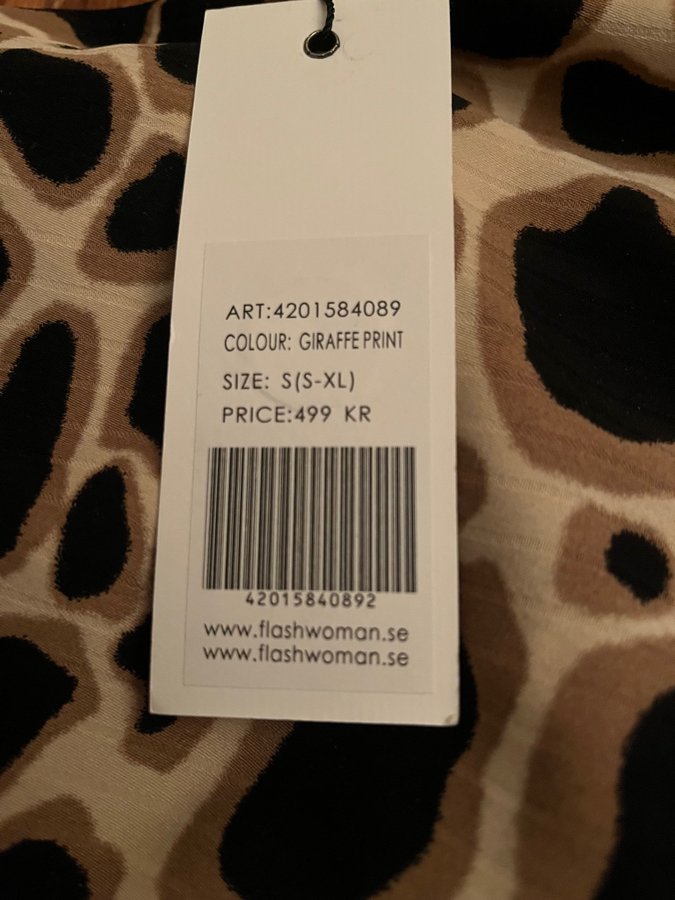 ART:4201584089
COLOUR: GIRAFFE PRINT
SIZE: S(S-XL)
PRICE:499 KR
42015840892
www.flashwoman.se
www.flashwoman.se